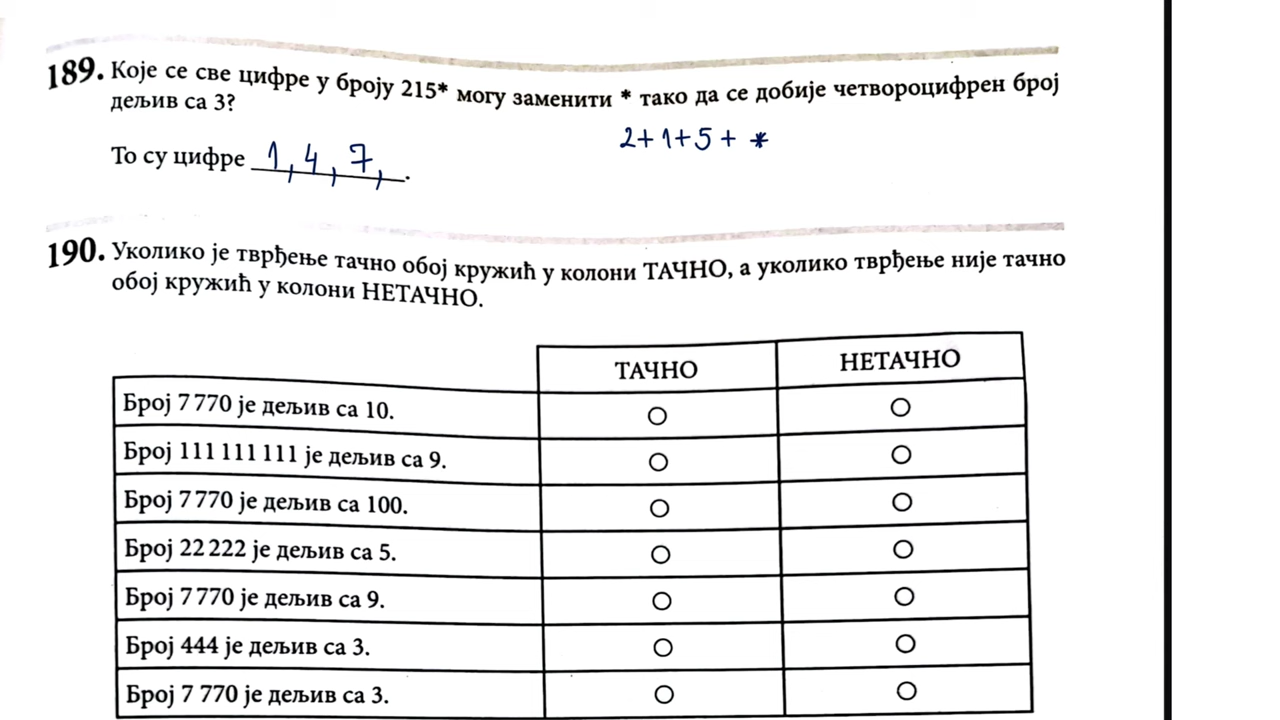 189. Које се све цифре у броју 215* могу заменити * тако да се добије четвороцифрен број
дељив са 3?
2+1+5+ *
То су цифре 1, 4, 7, .
190. Уколико је тврђење тачно обој кружић у колони ТАЧНО, а уколико тврђење није тачно
обој кружић у колони НЕТАЧНО.
ТАЧНО НЕТАЧНО
Број 7 770 је дељив са 10.
Број 111 111 111 је дељив са 9.
Број 7 770 је дељив са 100.
Број 22 222 је дељив са 5.
Број 7 770 је дељив са 9.
Број 444 је дељив са 3.
Број 7 770 је дељив са 3.